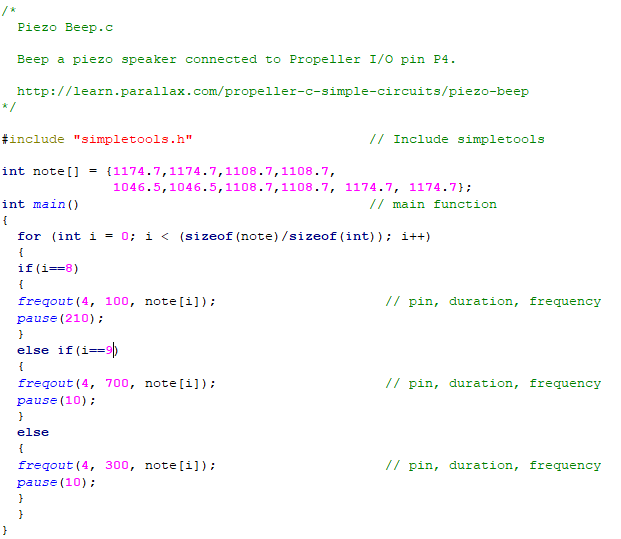 /*
  Piezo Beep.c

  Beep a piezo speaker connected to Propeller I/O pin P4.

  http://learn.parallax.com/propeller-c-simple-circuits/piezo-beep
*/

#include "simpletools.h"                      // Include simpletools

int note[] = {1174.7,1174.7,1108.7,1108.7,
              1046.5,1046.5,1108.7,1108.7, 1174.7, 1174.7};
int main()                                    // main function
{
  for (int i = 0; i < (sizeof(note)/sizeof(int)); i++)
  {
  if(i==8)
  {
  freqout(4, 100, note[i]);                     // pin, duration, frequency
  pause(210);
  }
  else if(i==9)
  {
  freqout(4, 700, note[i]);                     // pin, duration, frequency
  pause(10);
  }
  else
  {
  freqout(4, 300, note[i]);                     // pin, duration, frequency
  pause(10);
  }
  }
}